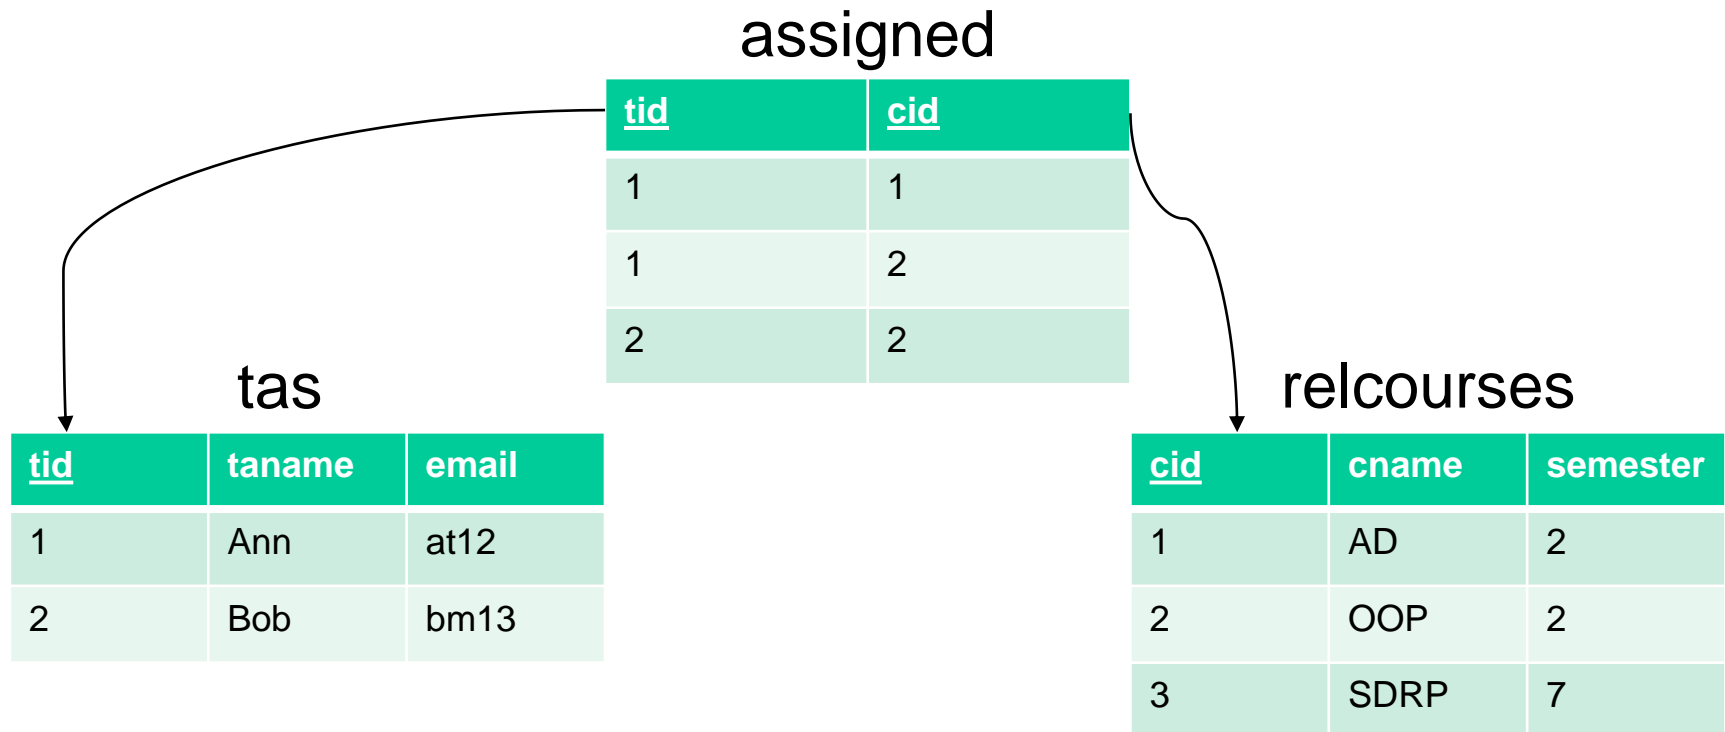 assigned
tid cid
1 1
1 2
2 2
tas
tid taname email
1 Ann at12
2 Bob bm13
relcourses
cid cname semester
1 AD 2
2 OOP 2
3 SDRP 7